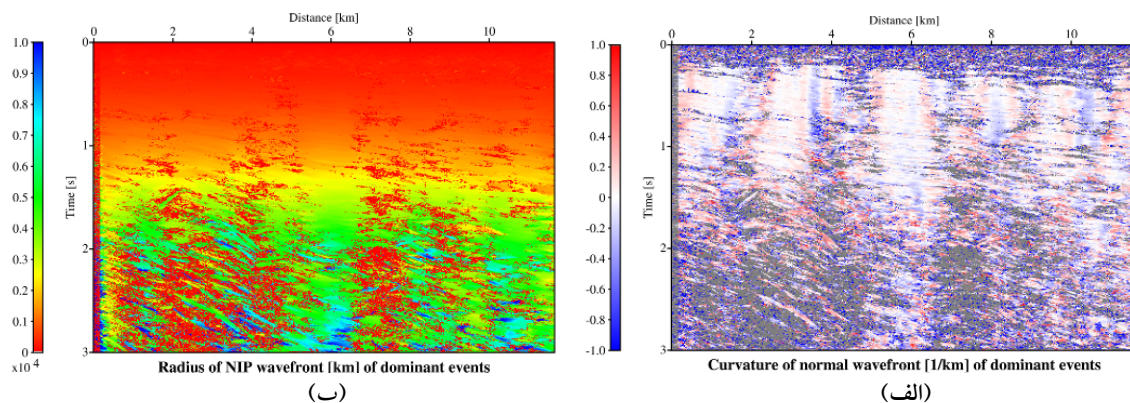 Distance [km]
0 2 4 6 8 10
1.0
0.9
0.8
0.7
0.6
0.5
0.4
0.3
0.2
0.1
0
x10 4
Time [s]
0
1
2
3
Radius of NIP wavefront [km] of dominant events
(ب)
Distance [km]
0 2 4 6 8 10
1.0
0.8
0.6
0.4
0.2
0
-0.2
-0.4
-0.6
-0.8
-1.0
Time [s]
0
1
2
3
Curvature of normal wavefront [1/km] of dominant events
(الف)